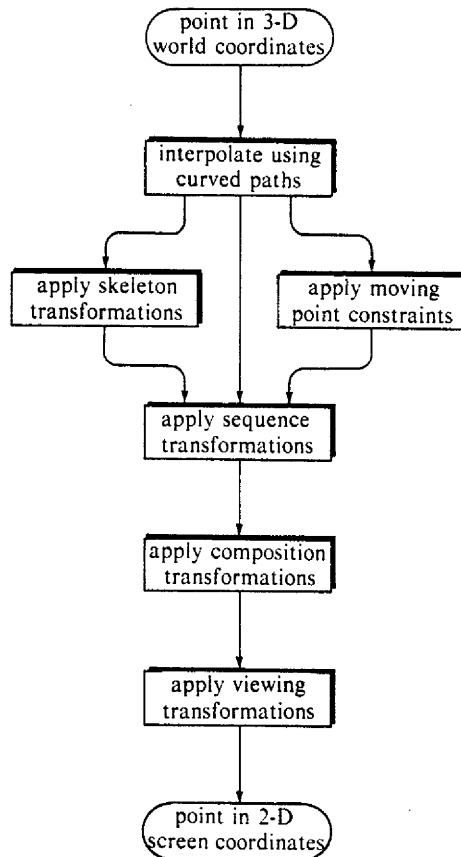 point in 3-D
world coordinates
interpolate using
curved paths
apply skeleton
transformations
apply moving
point constraints
apply sequence
transformations
apply composition
transformations
apply viewing
transformations
point in 2-D
screen coordinates